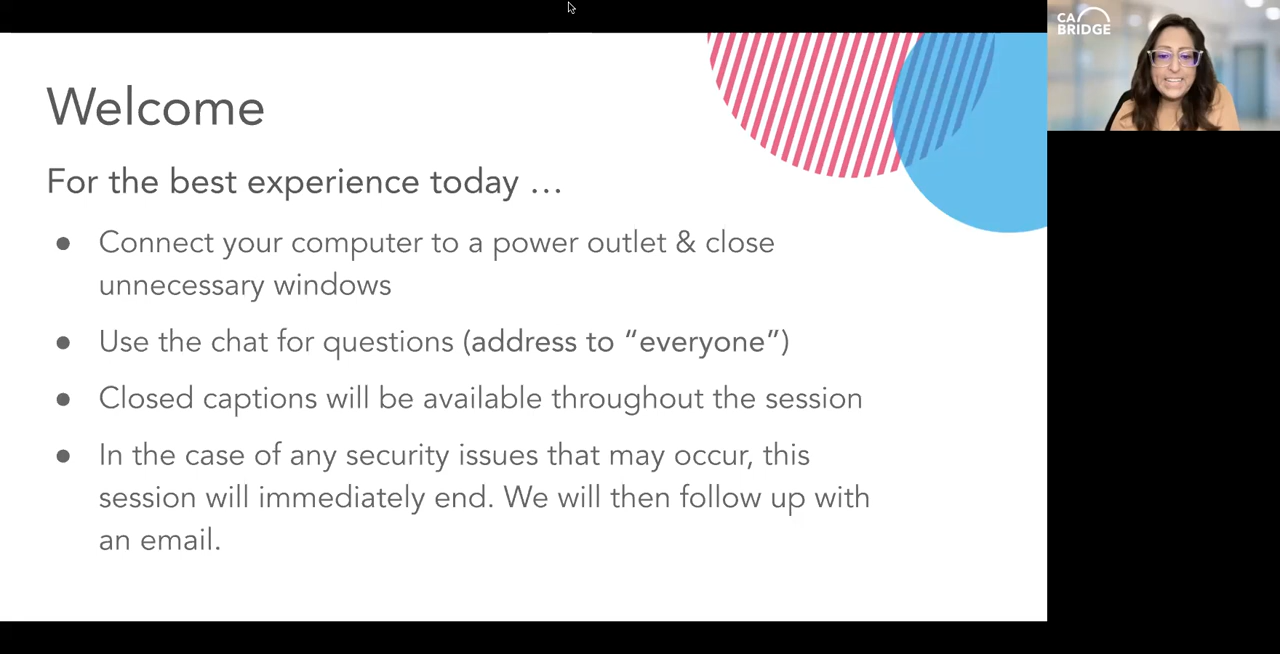 Welcome
For the best experience today …
● Connect your computer to a power outlet & close
unnecessary windows
● Use the chat for questions (address to “everyone”)
● Closed captions will be available throughout the session
● In the case of any security issues that may occur, this
session will immediately end. We will then follow up with
an email.
CA
BRIDGE